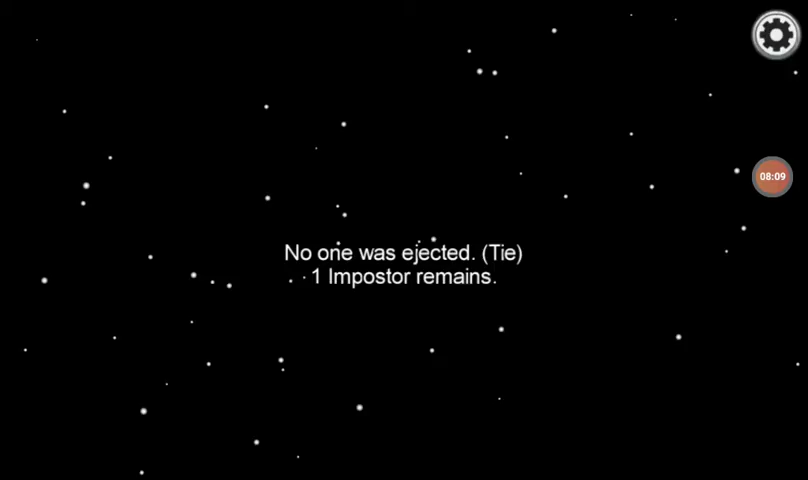 08:09
No one was ejected. (Tie)
1 Impostor remains.